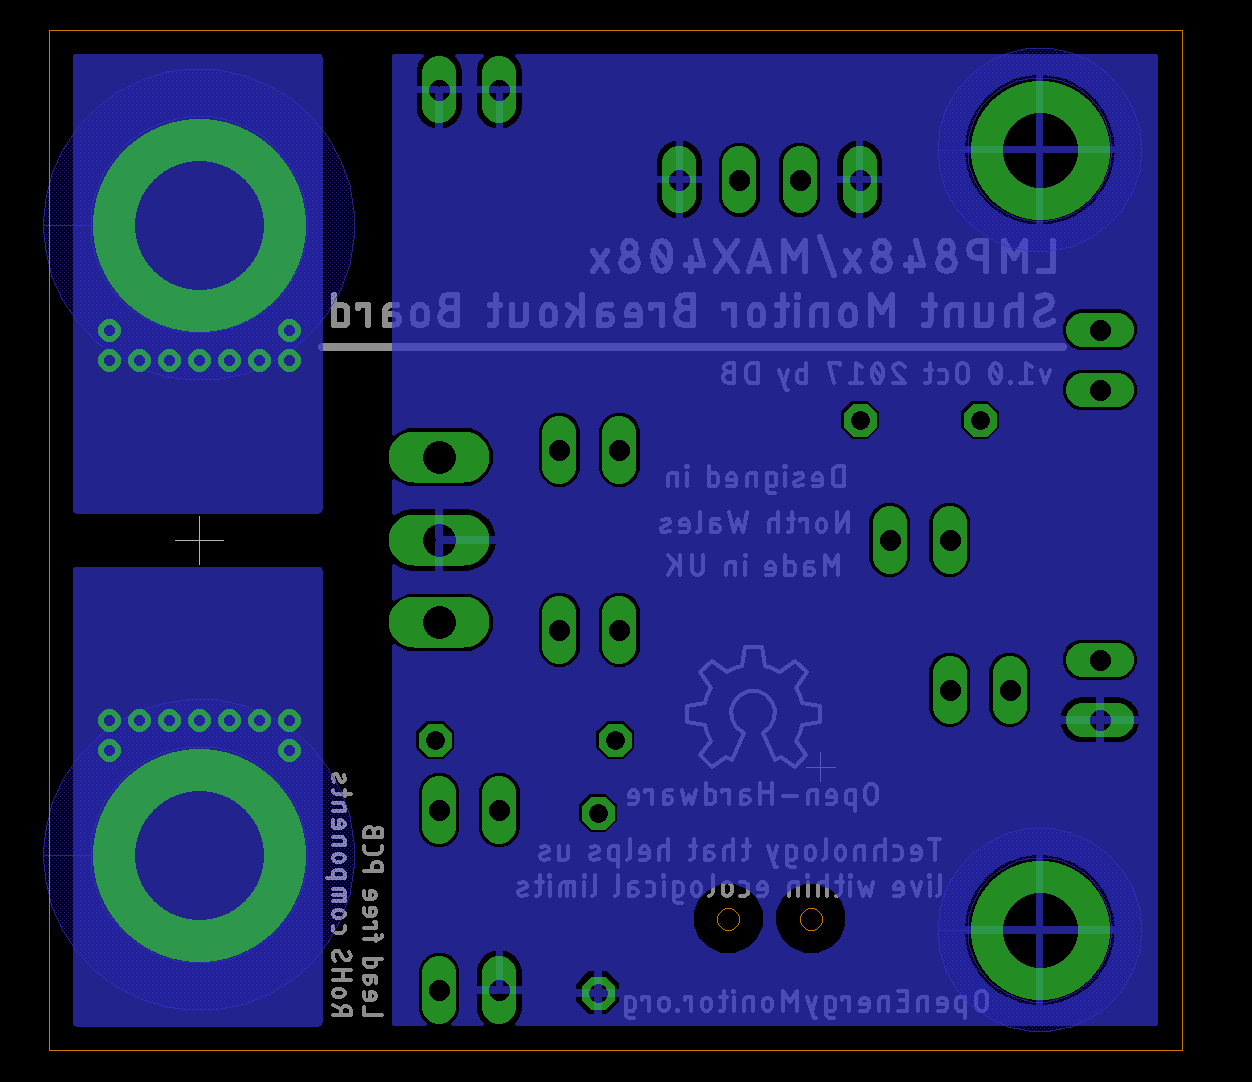 LMP848x/MAX408x
Shunt Monitor Breakout Board
v1.0 Oct 2017 by DB
Designed in
North Wales
Made in UK
Open-Hardware
Technology that helps us
live within ecological limits
OpenEnergyMonitor.org
RoHS components
Lead free PCB